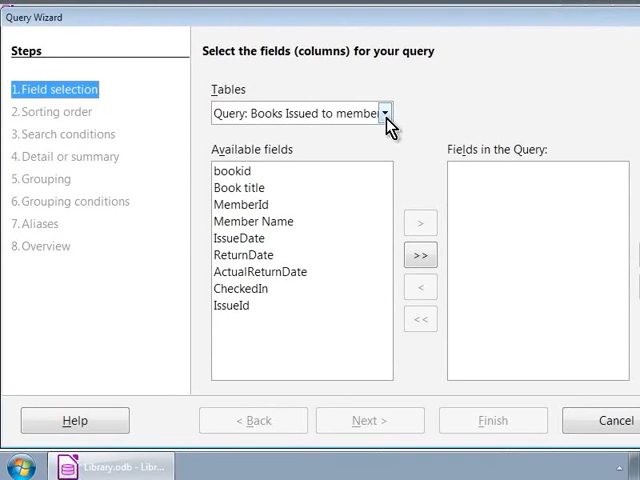 Query Wizard
Steps
Select the fields (columns) for your query
1.Field selection
2.Sorting order
3.Search conditions
4.Detail or summary
5.Grouping
6.Grouping conditions
7.Aliases
8.Overview
Tables
Query: Books Issued to membe
Available fields
Fields in the Query:
bookid
Book title
MemberId
Member Name
IssueDate
ReturnDate
ActualReturnDate
CheckedIn
IssueId
>
>>
<
<<
Help
< Back
Next >
Finish
Cancel
Library.odb - Libr...